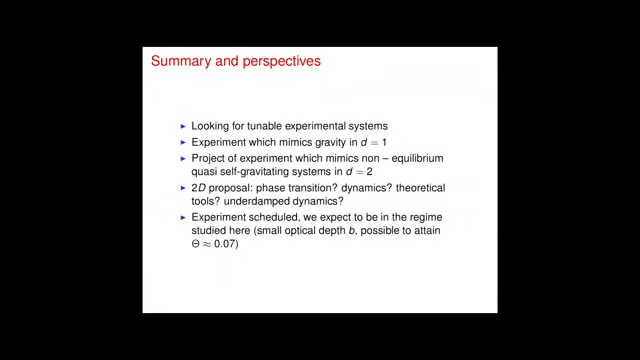 Summary and perspectives
▶ Looking for tunable experimental systems
▶ Experiment which mimics gravity in d = 1
▶ Project of experiment which mimics non – equilibrium
quasi self-gravitating systems in d = 2
▶ 2D proposal: phase transition? dynamics? theoretical
tools? underdamped dynamics?
▶ Experiment scheduled, we expect to be in the regime
studied here (small optical depth b, possible to attain
Θ ≈ 0.07)